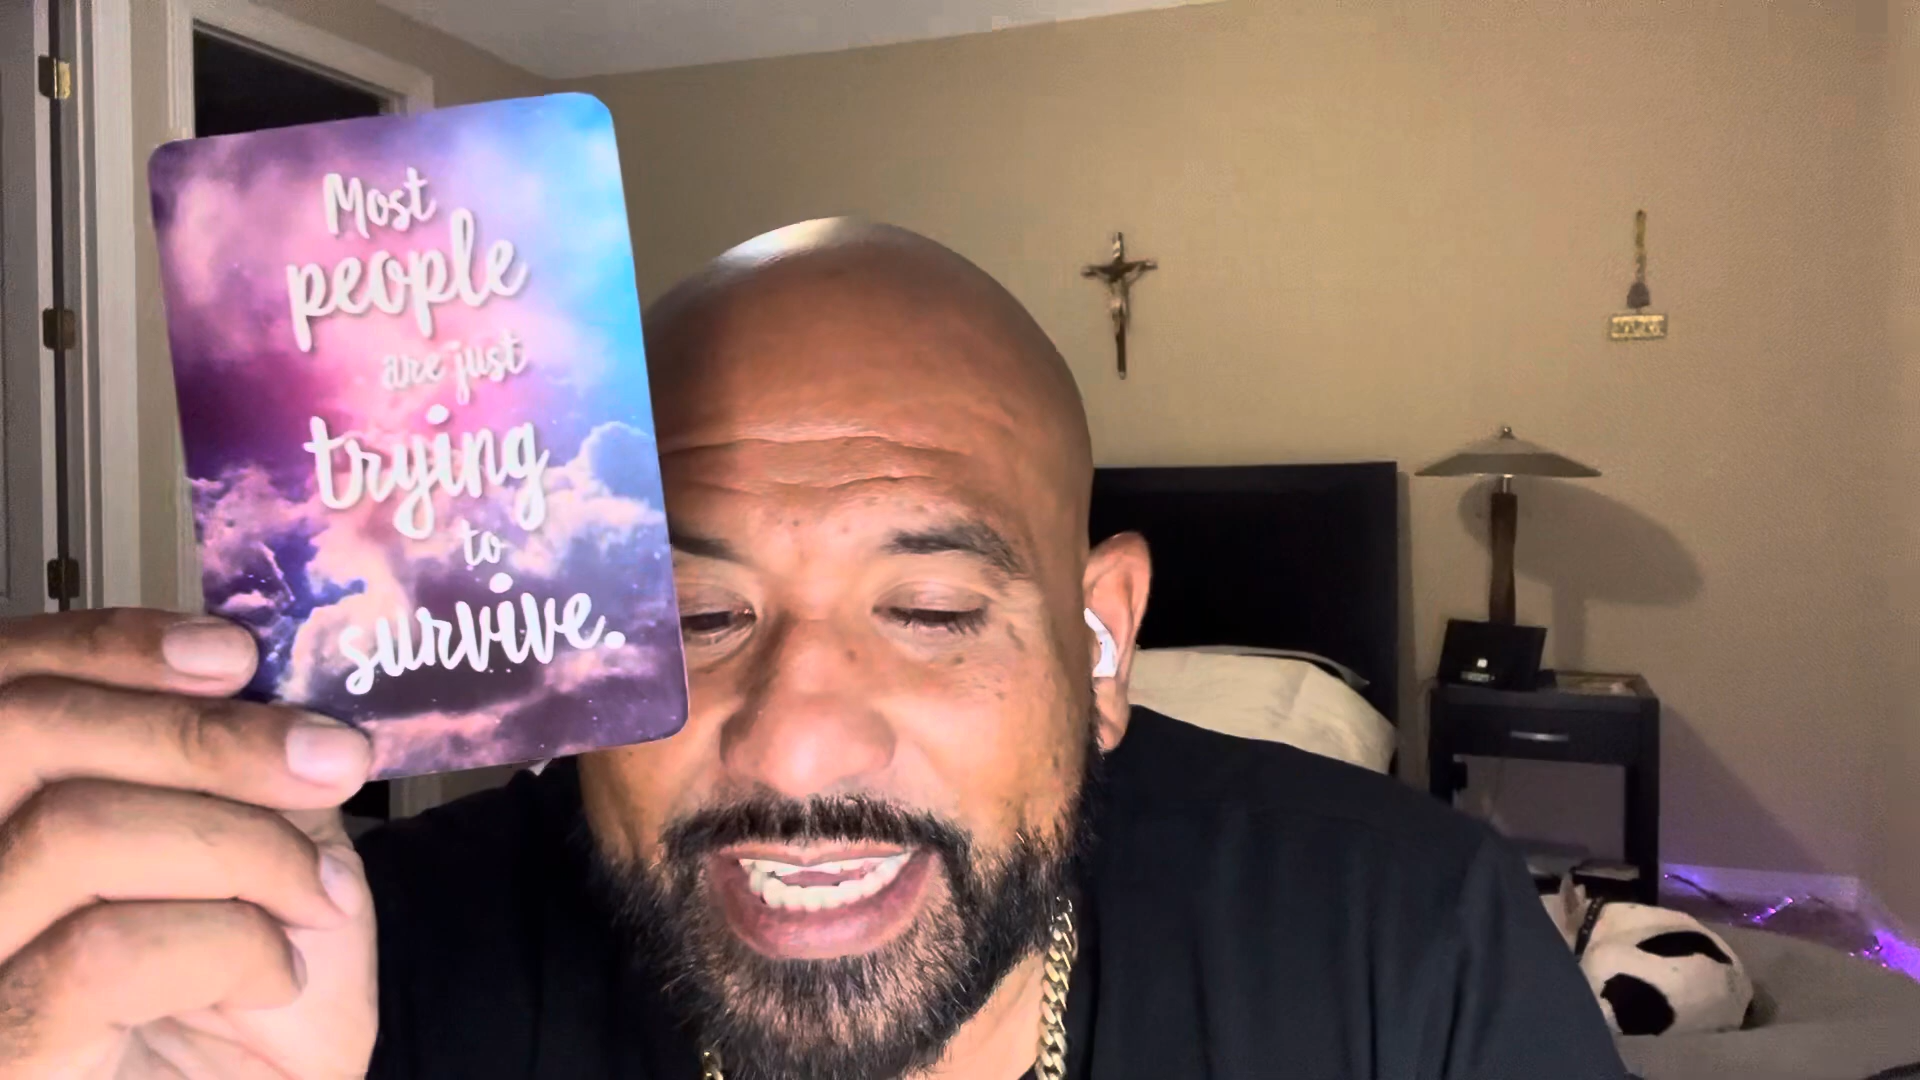 Most
people
are just
trying
to
survive.